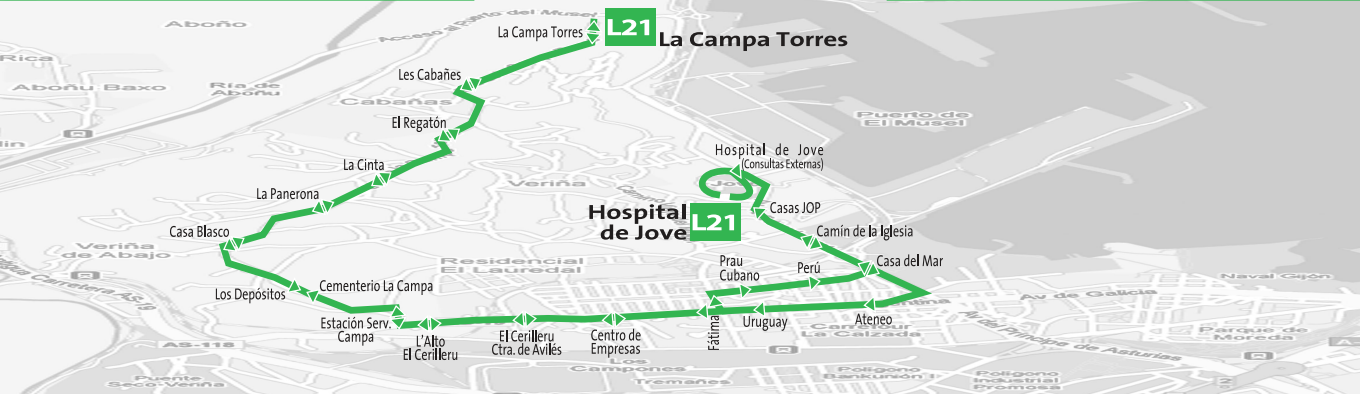 Aboño
Acceso al Puerto del Musel
La Campa Torres
L21
La Campa Torres
Rica
Aboñu Baxo
Ría de
Aboñu
Les Cabañes
Cabañas
El Regatón
Puerto de
El Musel
La Cinta
Hospital de Jove
(Consultas Externas)
La Panerona
Veriña
Jove
Casas JOP
Hospital
de Jove
L21
Casa Blasco
Camín de la Iglesia
Veriña
de Abajo
Residencial
El Lauredal
Prau
Cubano
Perú
Casa del Mar
Naval Gijón
Los Depósitos
Cementerio La Campa
Av de Galicia
Estación Serv.
Campa
L'Alto
El Cerilleru
El Cerilleru
Ctra. de Avilés
Centro de
Empresas
Fátima
Uruguay
Ateneo
Carrefour
La Calzada
Av del Príncipe de Asturias
Parque de
Moreda
AS-118
Los
Campones
Puente
Seco-Veriña
Tremañes
Polígono
Bankunión I
Polígono
Industrial
Promosa
2